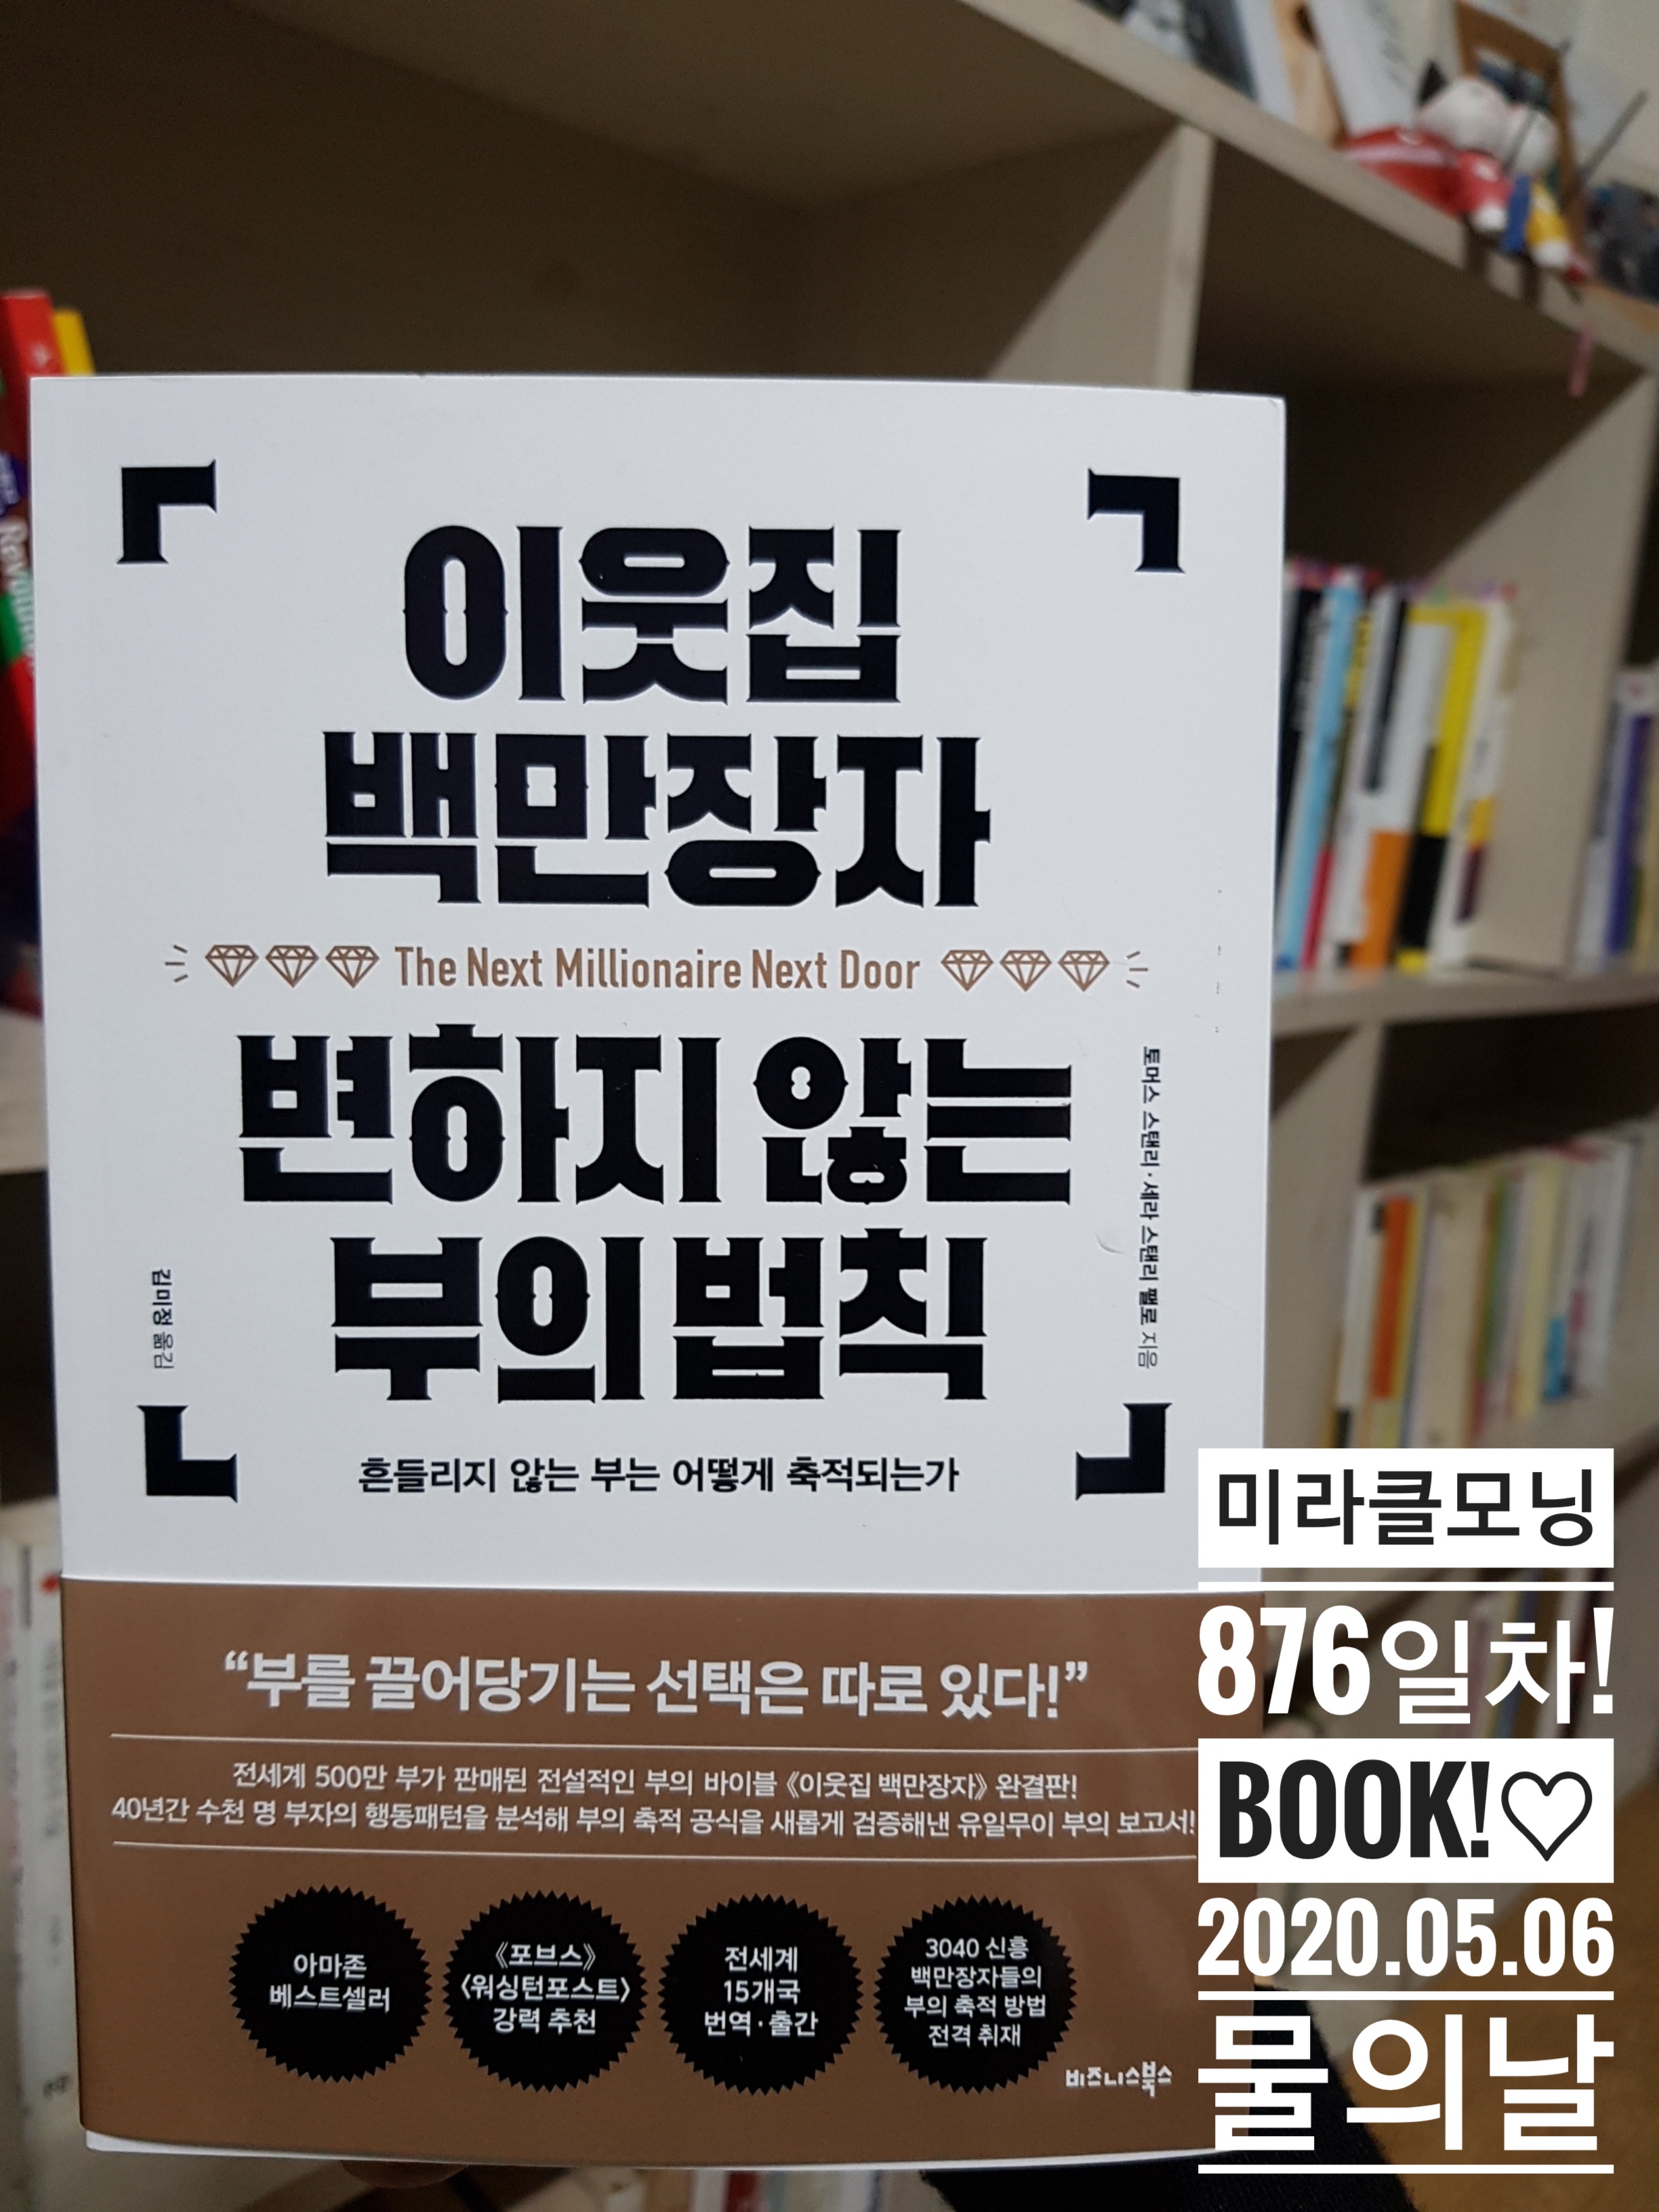 이웃집
백만장자
The Next Millionaire Next Door
변하지 않는
부의 법칙
토머스 스탠리·세라 스탠리 팰로 지음
김미정 옮김
흔들리지 않는 부는 어떻게 축적되는가
“부를 끌어당기는 선택은 따로 있다!”
전세계 500만 부가 판매된 전설적인 부의 바이블 《이웃집 백만장자》 완결판!
40년간 수천 명 부자의 행동패턴을 분석해 부의 축적 공식을 새롭게 검증해낸 유일무이 부의 보고서!
아마존
베스트셀러
《포브스》
〈워싱턴포스트〉
강력 추천
전세계
15개국
번역·출간
3040 신흥
백만장자들의
부의 축적 방법
전격 취재
비즈니스북스
미라클모닝
876일차!
BOOK!♡
2020.05.06
물의날